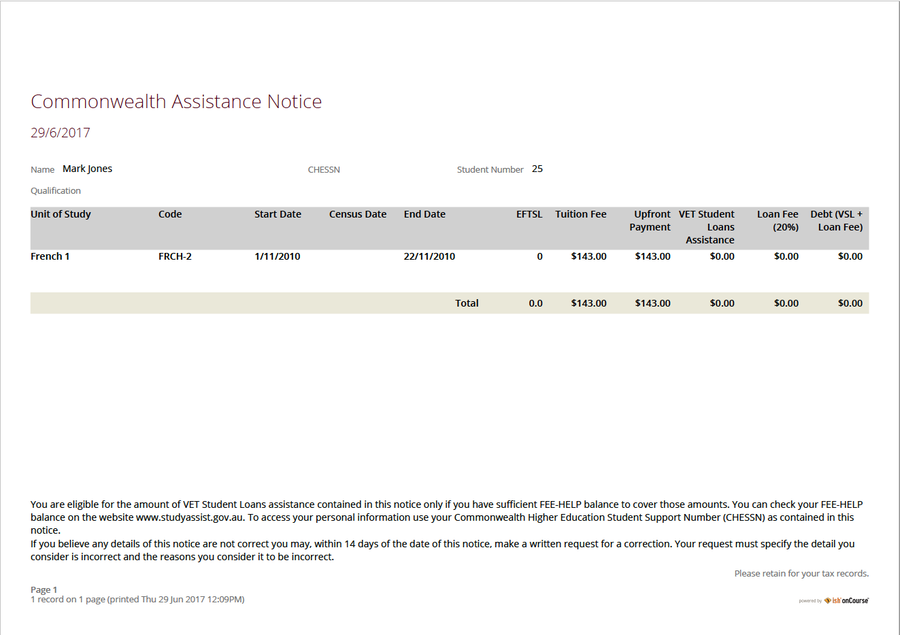 Commonwealth Assistance Notice
29/6/2017
Name Mark Jones CHESSN Student Number 25
Qualification
Unit of Study Code Start Date Census Date End Date EFTSL Tuition Fee Upfront Payment VET Student Loans Assistance Loan Fee (20%) Debt (VSL + Loan Fee)
French 1 FRCH-2 1/11/2010 22/11/2010 0 $143.00 $143.00 $0.00 $0.00 $0.00
Total 0.0 $143.00 $143.00 $0.00 $0.00 $0.00
You are eligible for the amount of VET Student Loans assistance contained in this notice only if you have sufficient FEE-HELP balance to cover those amounts. You can check your FEE-HELP
balance on the website www.studyassist.gov.au. To access your personal information use your Commonwealth Higher Education Student Support Number (CHESSN) as contained in this
notice.
If you believe any details of this notice are not correct you may, within 14 days of the date of this notice, make a written request for a correction. Your request must specify the detail you
consider is incorrect and the reasons you consider it to be incorrect.
Please retain for your tax records.
Page 1
1 record on 1 page (printed Thu 29 Jun 2017 12:09PM)
powered by ish onCourse